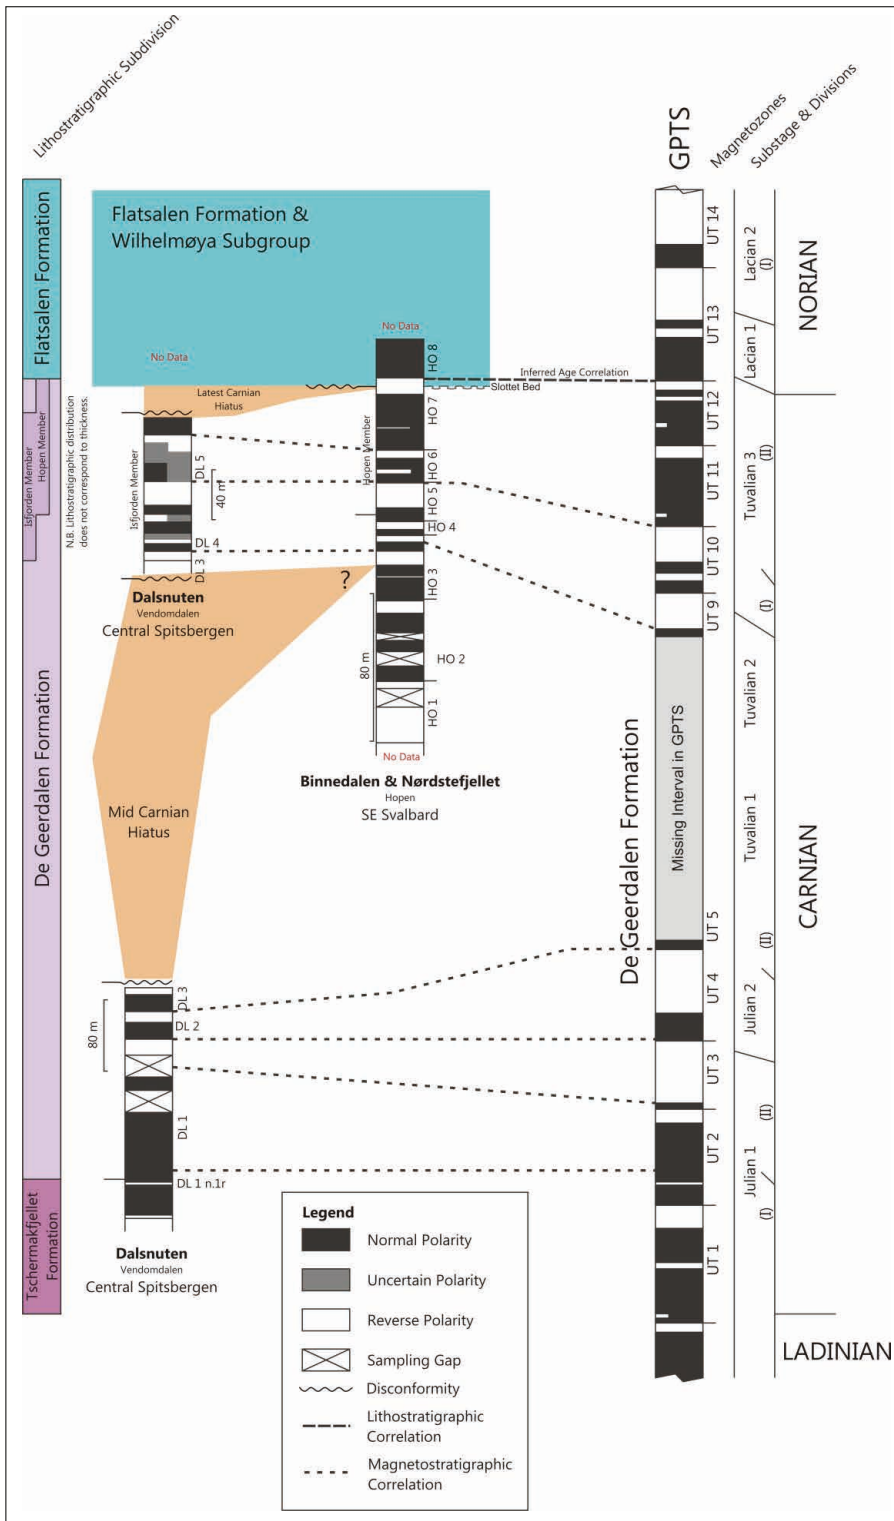 Lithostratigraphic Subdivision
GPTS
Magnetozones
Substage & Divisions
Flatsalen Formation
De Geerdalen Formation
Tschermakfjellet
Formation
Isfjorden Member
Hopen Member
N.B. Lithostratigraphic distribution
does not correspond to thickness.
Flatsalen Formation &
Wilhelmøya Subgroup
No Data
No Data
Latest Carnian
Hiatus
Inferred Age Correlation
Slottet Bed
Isfjorden Member
DL 5
40 m
DL 4
DL 3
Dalsnuten
Vendomdalen
Central Spitsbergen
Hopen Member
HO 8
HO 7
HO 6
HO 5
HO 4
HO 3
HO 2
HO 1
80 m
?
No Data
Binnedalen & Nørdstefjellet
Hopen
SE Svalbard
Mid Carnian
Hiatus
80 m
DL 3
DL 2
DL 1
DL 1 n.1r
Dalsnuten
Vendomdalen
Central Spitsbergen
De Geerdalen Formation
Missing Interval in GPTS
UT 14
UT 13
UT 12
UT 11
UT 10
UT 9
UT 5
UT 4
UT 3
UT 2
UT 1
Lacian 2
(I)
Lacian 1
Tuvalian 3
(II)
(I)
Tuvalian 2
Tuvalian 1
(II)
Julian 2
(II)
Julian 1
(I)
NORIAN
CARNIAN
LADINIAN
Legend
Normal Polarity
Uncertain Polarity
Reverse Polarity
Sampling Gap
Disconformity
Lithostratigraphic
Correlation
Magnetostratigraphic
Correlation